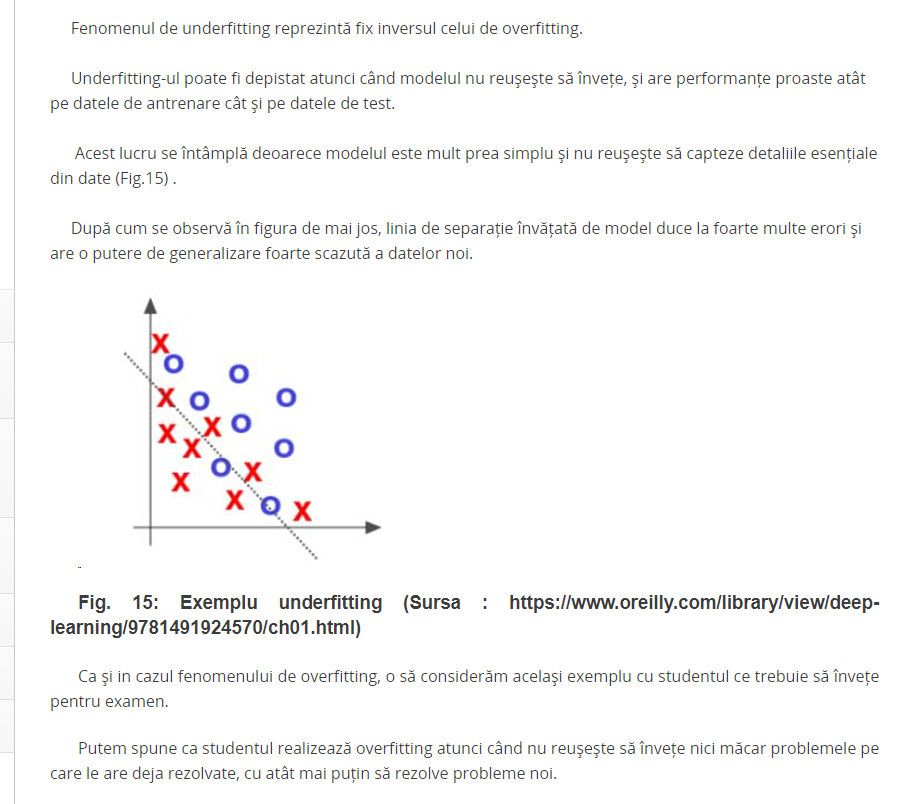 Fenomenul de underfitting reprezintă fix inversul celui de overfitting.
Underfitting-ul poate fi depistat atunci când modelul nu reuşeşte să învețe, şi are performanțe proaste atât
pe datele de antrenare cât şi pe datele de test.
Acest lucru se întâmplă deoarece modelul este mult prea simplu şi nu reuşeşte să capteze detaliile esențiale
din date (Fig.15) .
După cum se observă în figura de mai jos, linia de separație învățată de model duce la foarte multe erori şi
are o putere de generalizare foarte scazută a datelor noi.
Fig. 15: Exemplu underfitting (Sursa : https://www.oreilly.com/library/view/deep-
learning/9781491924570/ch01.html)
Ca şi in cazul fenomenului de overfitting, o să considerăm acelaşi exemplu cu studentul ce trebuie să învețe
pentru examen.
Putem spune ca studentul realizează overfitting atunci când nu reuşeşte să învețe nici măcar problemele pe
care le are deja rezolvate, cu atât mai puțin să rezolve probleme noi.